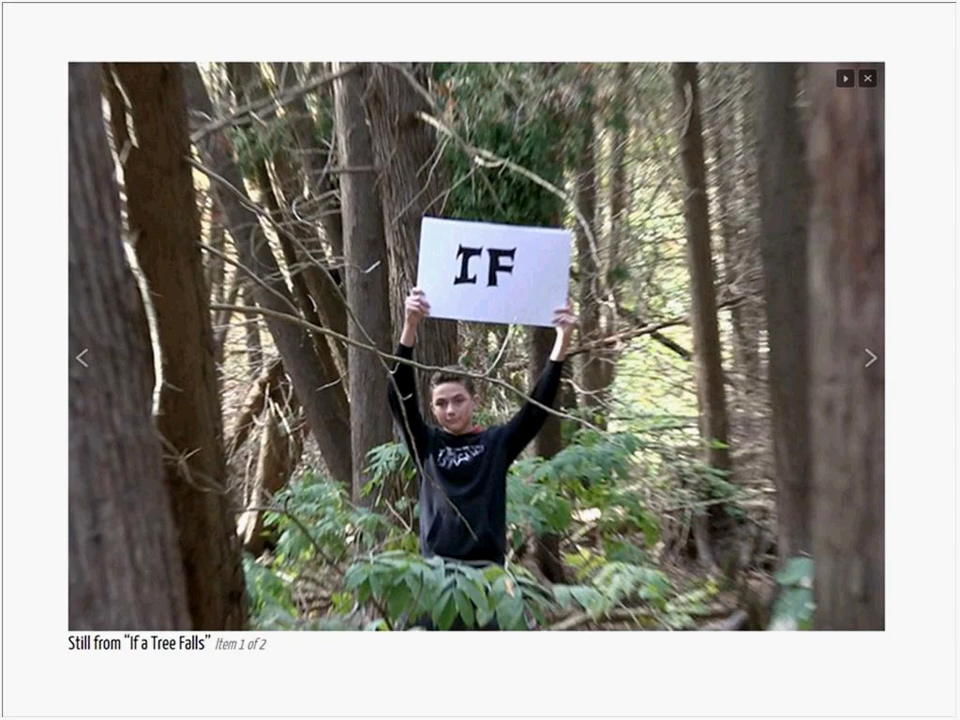 IF
Still from “If a Tree Falls” Item 1 of 2